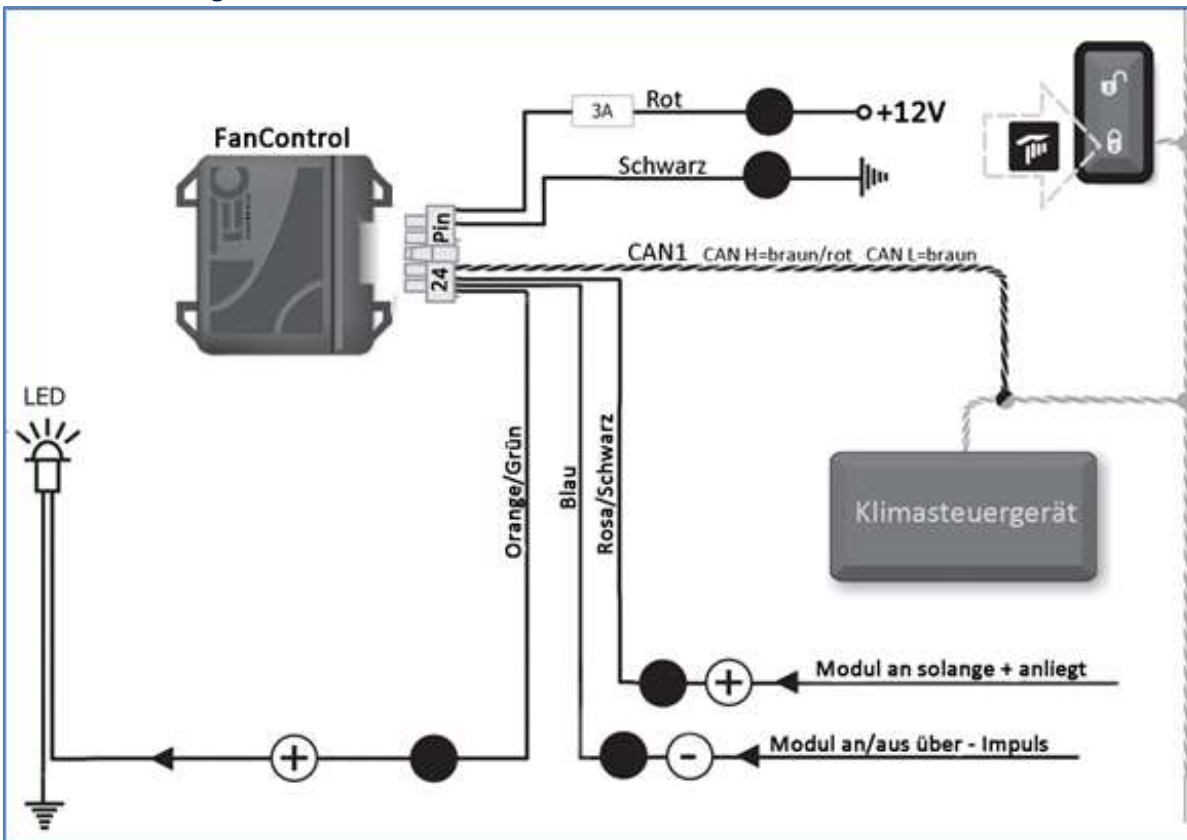 FanControl
3A
Rot
+12V
Schwarz
Pin
24
CAN1 CAN H=braun/rot CAN L=braun
LED
Orange/Grün
Blau
Rosa/Schwarz
Klimasteuergerät
+
Modul an solange + anliegt
+
-
Modul an/aus über - Impuls